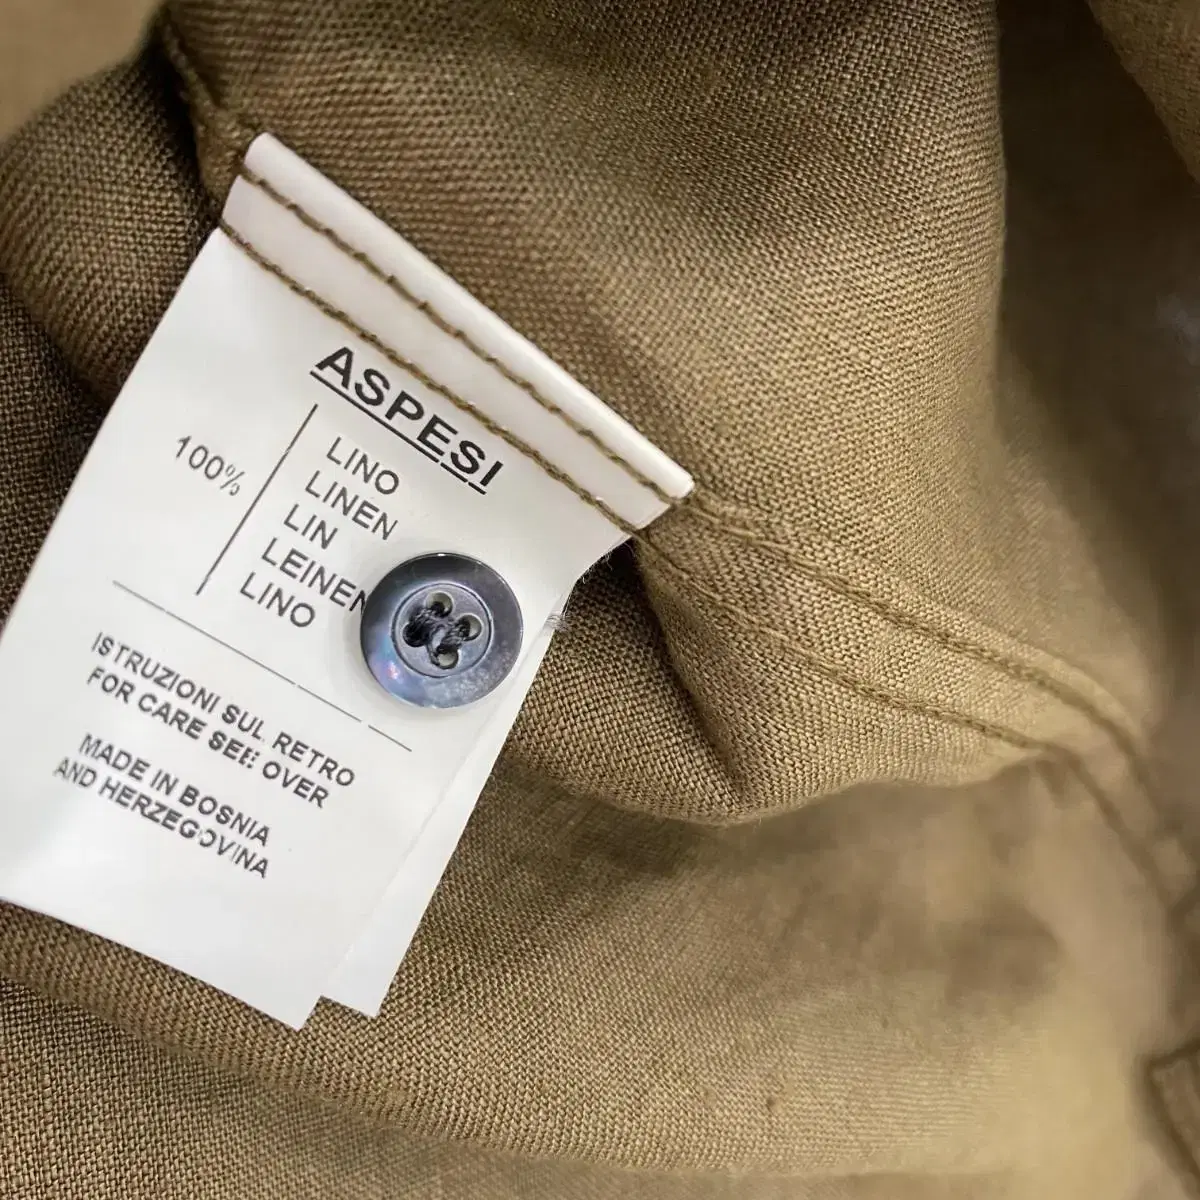 ASPESI
100%
LINO
LINEN
LIN
LEINEN
LINO
ISTRUZIONI SUL RETRO
FOR CARE SEE OVER
MADE IN BOSNIA
AND HERZEGOVINA